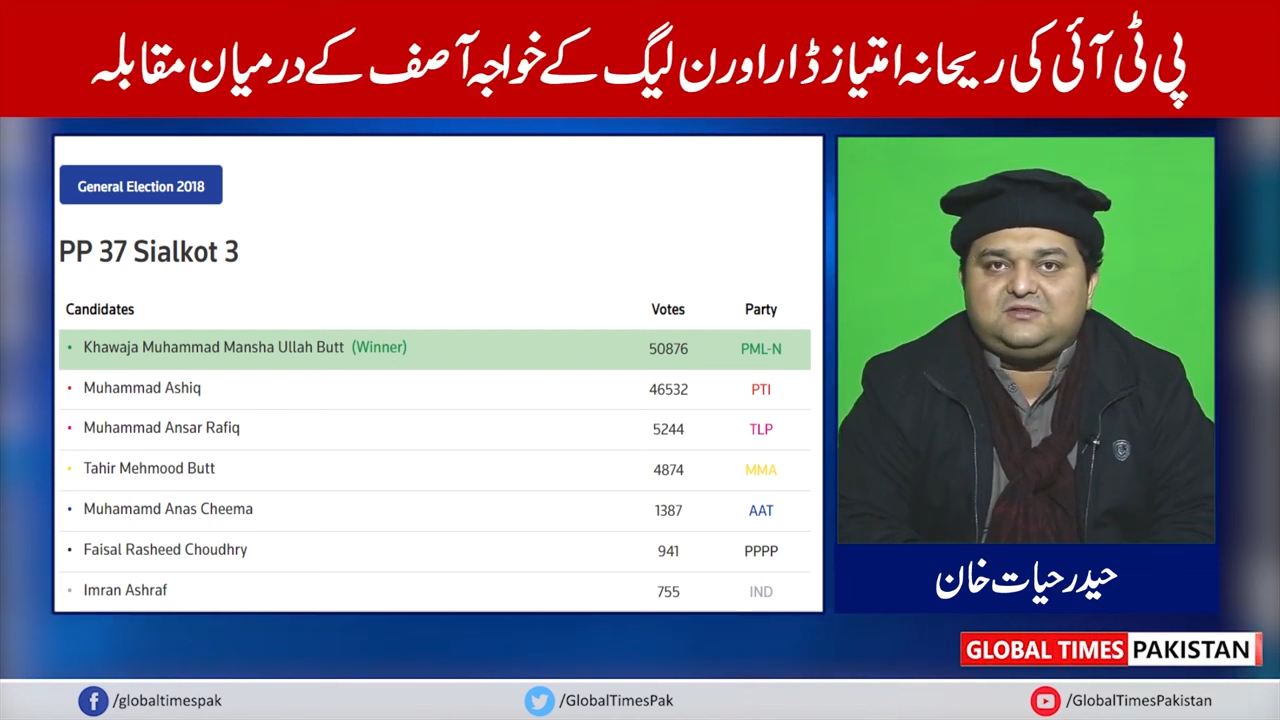 پی ٹی آئی کی ریحانہ امتیاز ڈار اور ن لیگ کے خواجہ آصف کے درمیان مقابلہ
General Election 2018
PP 37 Sialkot 3
Candidates Votes Party
Khawaja Muhammad Mansha Ullah Butt (Winner) 50876 PML-N
Muhammad Ashiq 46532 PTI
Muhammad Ansar Rafiq 5244 TLP
Tahir Mehmood Butt 4874 MMA
Muhamamd Anas Cheema 1387 AAT
Faisal Rasheed Choudhry 941 PPPP
Imran Ashraf 755 IND
حیدر حیات خان
GLOBAL TIMES PAKISTAN
/globaltimespak /GlobalTimesPak /GlobalTimesPakistan